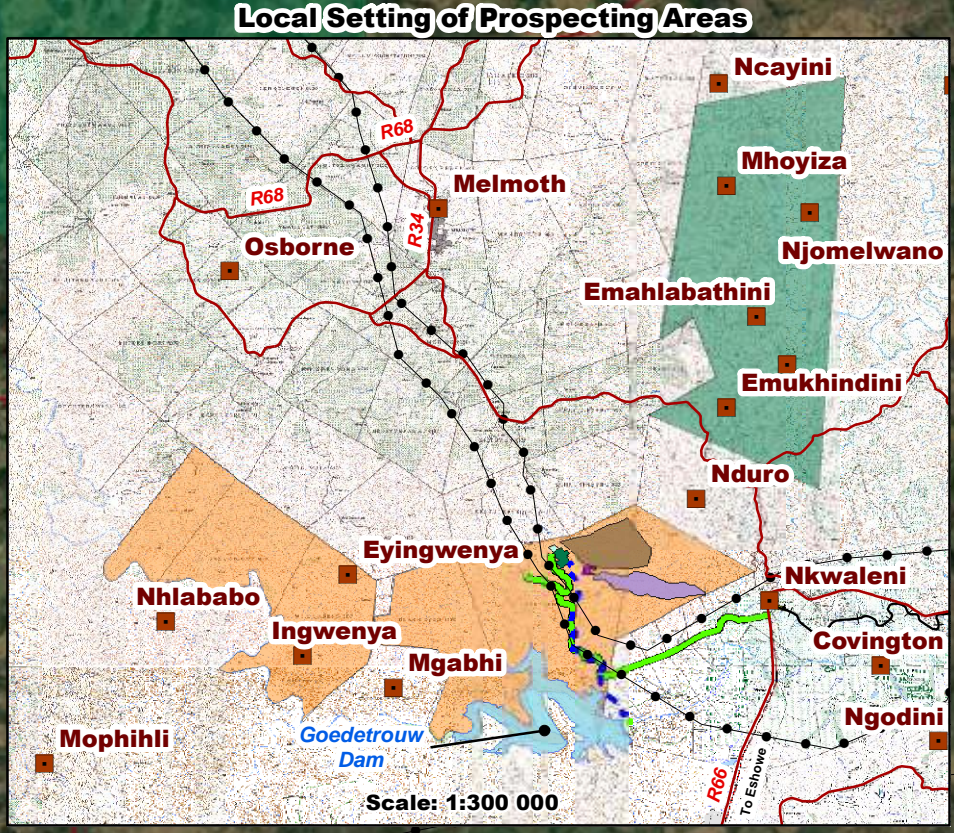 Local Setting of Prospecting Areas
Ncayini
R68
Mhoyiza
Melmoth
R68
R34
Osborne
Njomelwano
Emahlabathini
Emukhindini
Nduro
Eyingwenya
Nkwaleni
Nhlababo
Ingwenya
Covington
Mgabhi
Ngodini
Goedetrouw
Dam
Mophihli
R66
To Eshowe
Scale: 1:300 000